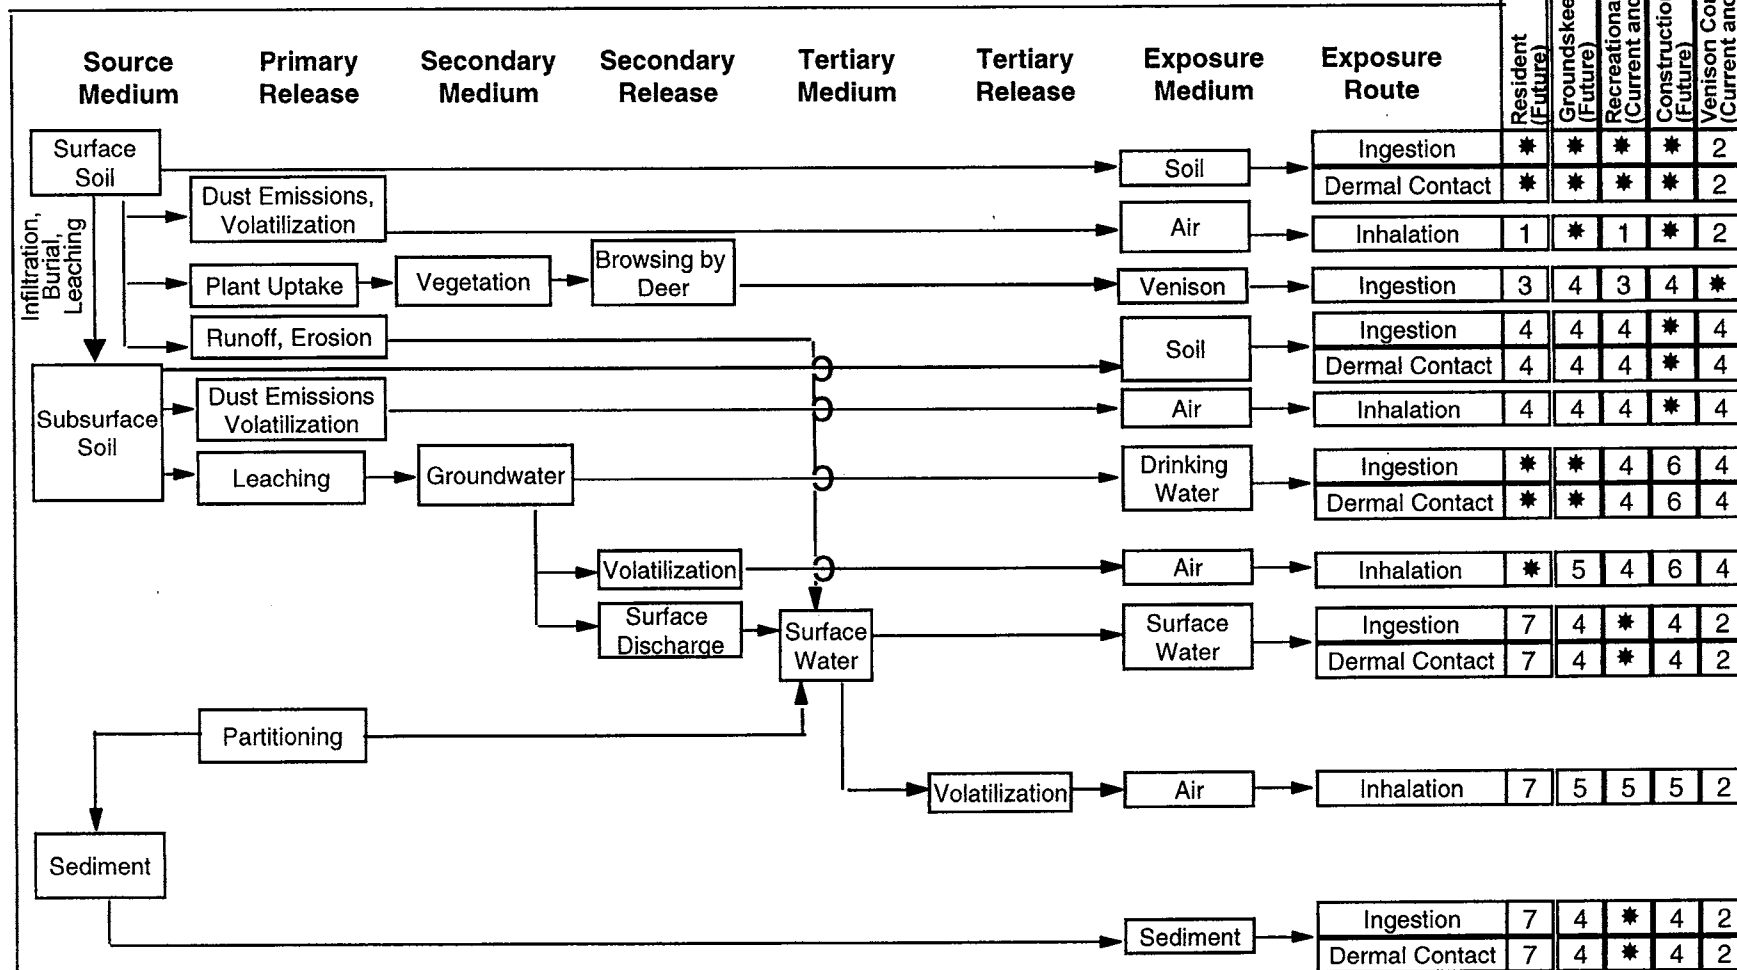 Source Medium
Primary Release
Secondary Medium
Secondary Release
Tertiary Medium
Tertiary Release
Exposure Medium
Exposure Route
Resident (Future)
(Future)
Recreational
(Current and
Construction
(Future)
Venison
(Current and
Surface Soil
Soil
Ingestion * * * * 2
Dermal Contact * * * * 2
Infiltration, Burial, Leaching
Dust Emissions, Volatilization
Air
Inhalation 1 * 1 * 2
Plant Uptake
Vegetation
Browsing by Deer
Venison
Ingestion 3 4 3 4 *
Runoff, Erosion
Soil
Ingestion 4 4 4 * 4
Dermal Contact 4 4 4 * 4
Subsurface Soil
Dust Emissions Volatilization
Air
Inhalation 4 4 4 * 4
Leaching
Groundwater
Drinking Water
Ingestion * * 4 6 4
Dermal Contact * * 4 6 4
Volatilization
Air
Inhalation * 5 4 6 4
Surface Discharge
Surface Water
Surface Water
Ingestion 7 4 * 4 2
Dermal Contact 7 4 * 4 2
Partitioning
Volatilization
Air
Inhalation 7 5 5 5 2
Sediment
Sediment
Ingestion 7 4 * 4 2
Dermal Contact 7 4 * 4 2